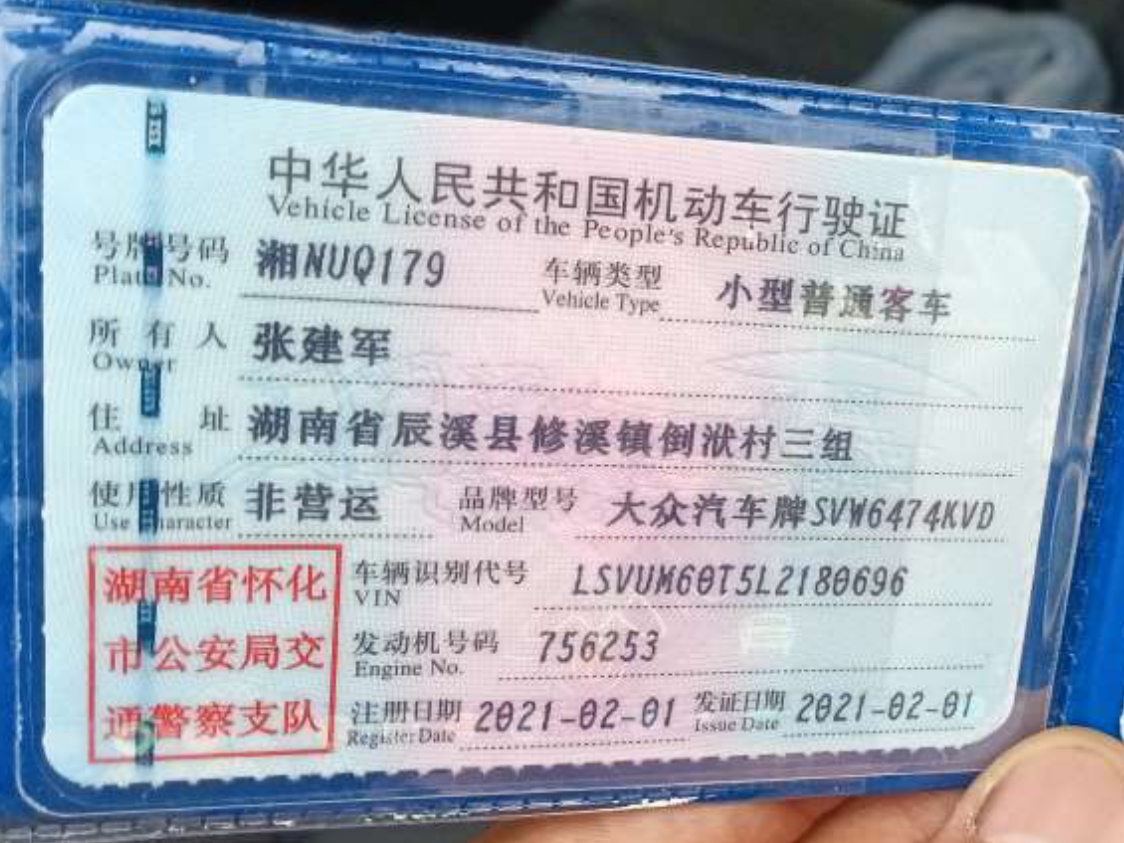 中华人民共和国机动车行驶证
Vehicle License of the People's Republic of China
号牌号码 湘NUQ179 车辆类型 小型普通客车
Plate No. Vehicle Type
所有人 张建军
Owner
住址 湖南省辰溪县修溪镇倒洑村三组
Address
使用性质 非营运 品牌型号 大众汽车牌SVW6474KVD
Use Character Model
湖南省怀化 车辆识别代号 LSVUM60T5L2180696
VIN
市公安局交 发动机号码 756253
Engine No.
通警察支队 注册日期 2021-02-01 发证日期 2021-02-01
Register Date Issue Date